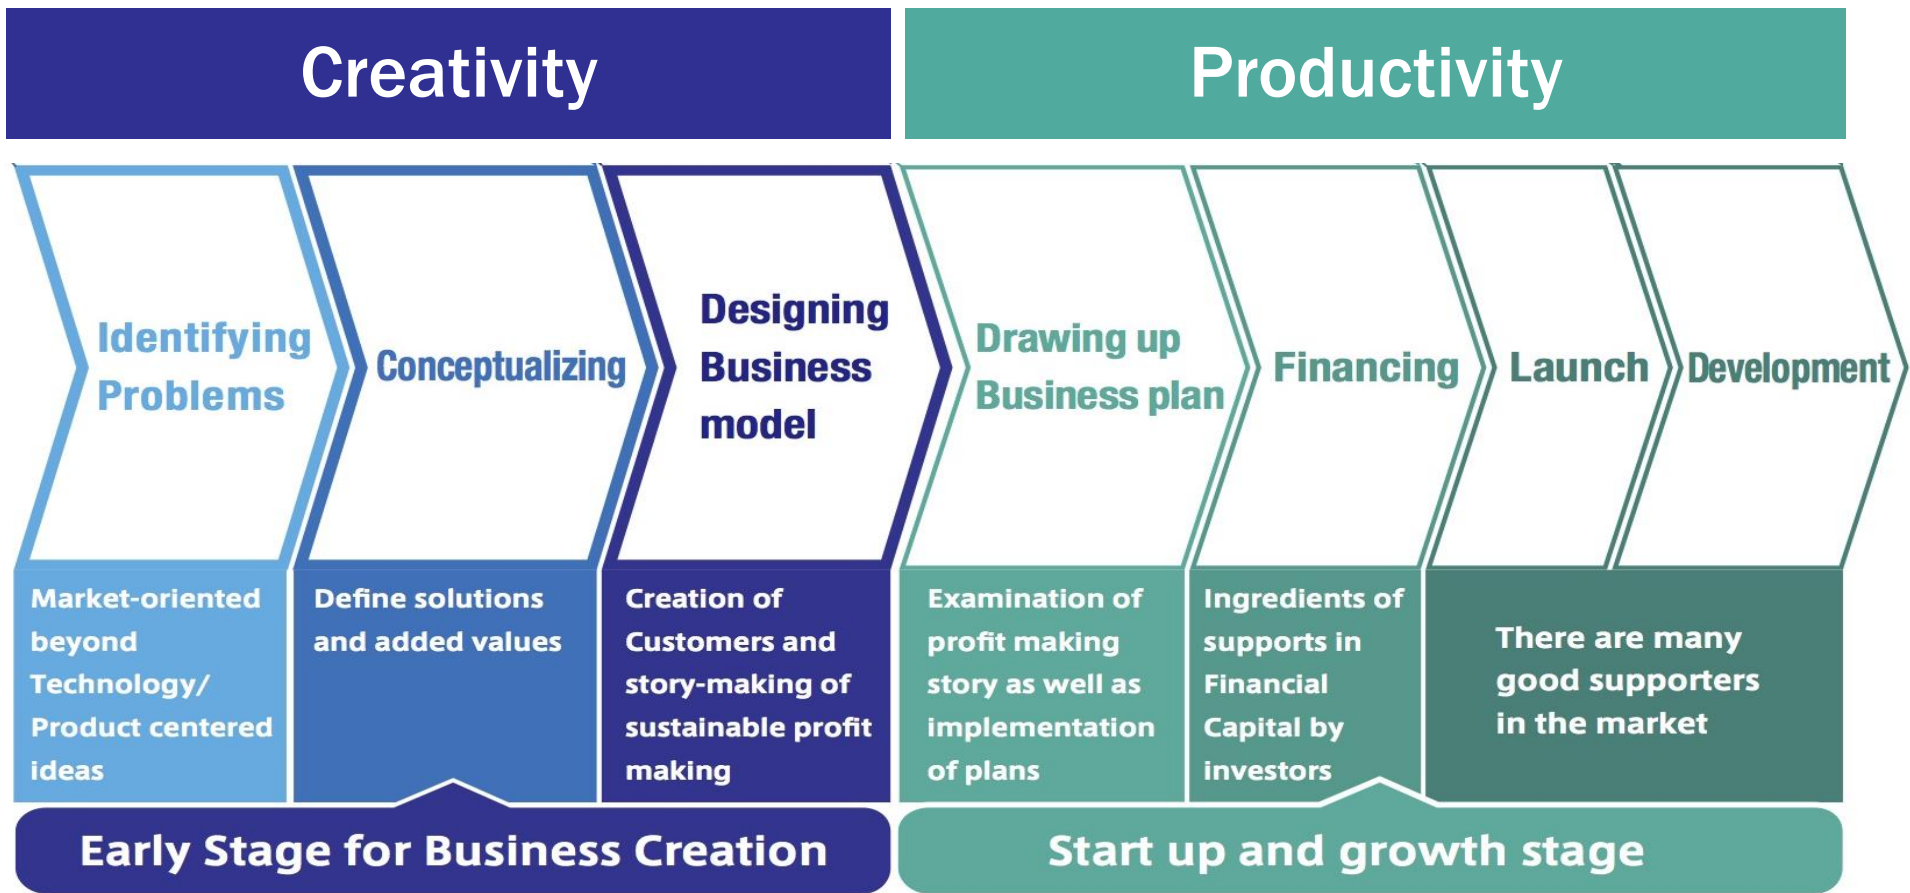 Creativity
Productivity
Identifying
Problems
Conceptualizing
Designing
Business
model
Drawing up
Business plan
Financing
Launch
Development
Market-oriented
beyond
Technology/
Product centered
ideas
Define solutions
and added values
Creation of
Customers and
story-making of
sustainable profit
making
Examination of
profit making
story as well as
implementation
of plans
Ingredients of
supports in
Financial
Capital by
investors
There are many
good supporters
in the market
Early Stage for Business Creation
Start up and growth stage